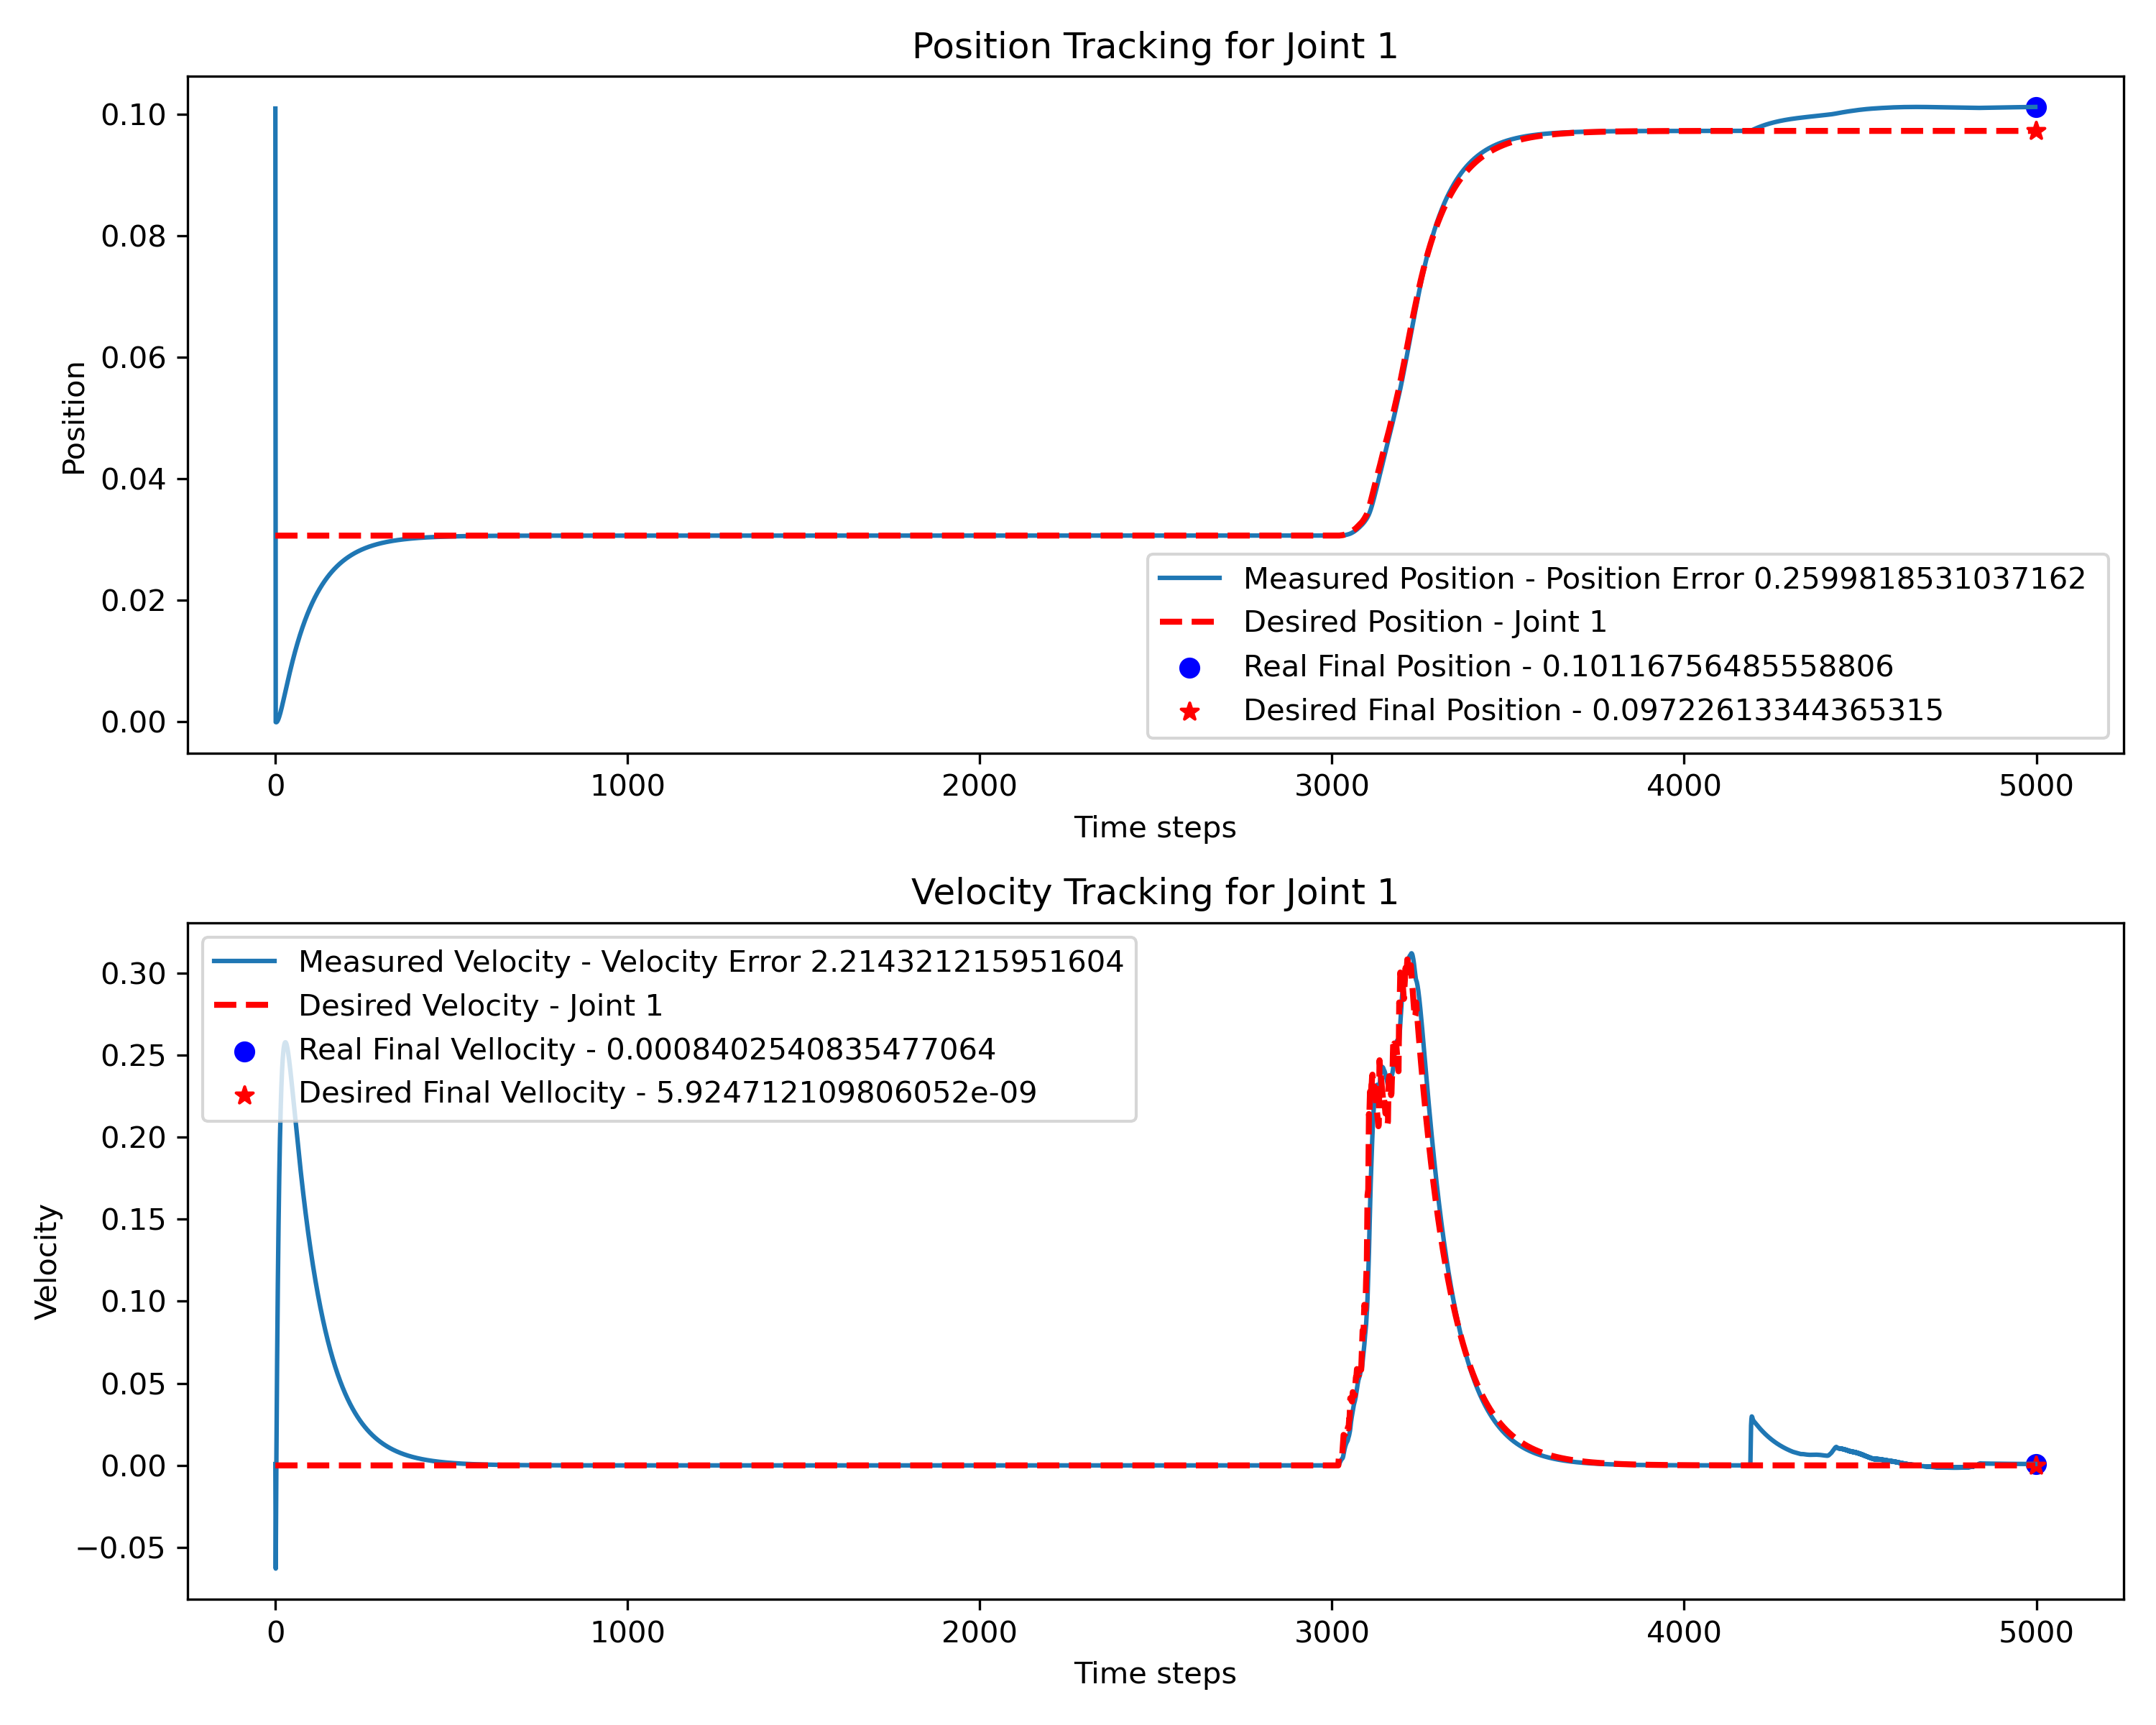 Position Tracking for Joint 1
0.10
0.08
0.06
0.04
0.02
0.00
Position
Measured Position - Position Error 0.2599818531037162
Desired Position - Joint 1
Real Final Position - 0.10116756485558806
Desired Final Position - 0.09722613344365315
0 1000 2000 3000 4000 5000
Time steps
Velocity Tracking for Joint 1
Measured Velocity - Velocity Error 2.214321215951604
Desired Velocity - Joint 1
Real Final Vellocity - 0.0008402540835477064
Desired Final Vellocity - 5.924712109806052e-09
0.30
0.25
0.20
0.15
0.10
0.05
0.00
−0.05
Velocity
0 1000 2000 3000 4000 5000
Time steps